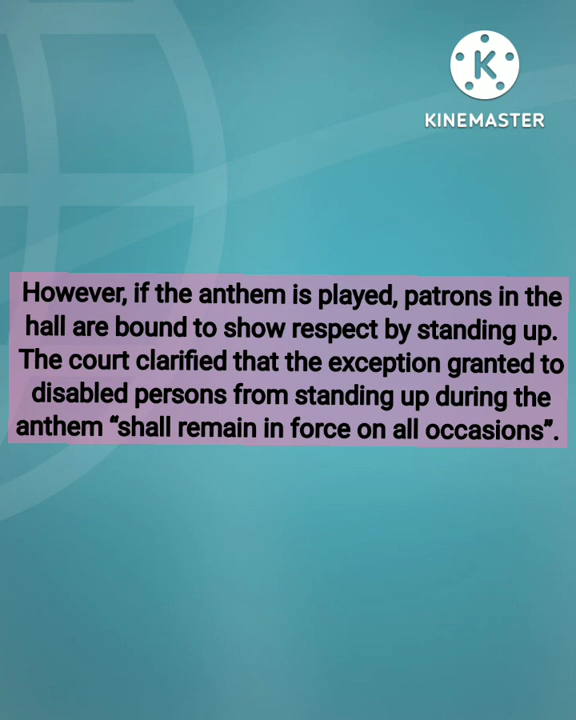 KINEMASTER
However, if the anthem is played, patrons in the
hall are bound to show respect by standing up.
The court clarified that the exception granted to
disabled persons from standing up during the
anthem “shall remain in force on all occasions”.